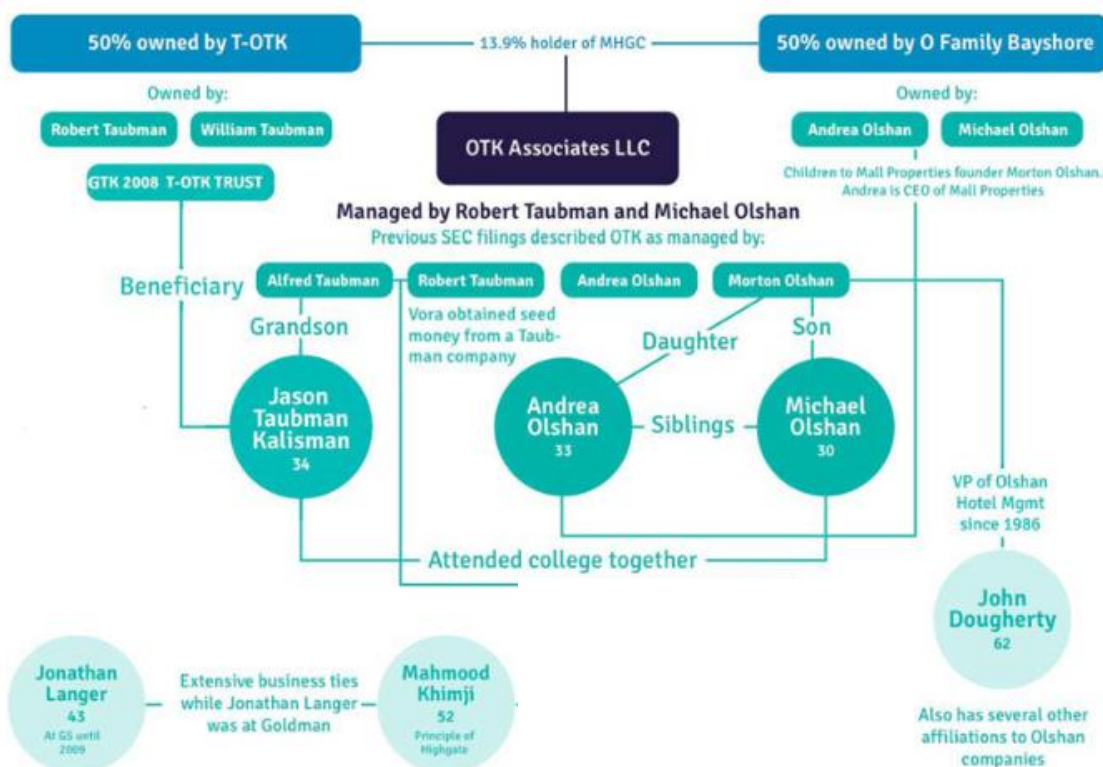 50% owned by T-OTK
13.9% holder of MHGC
50% owned by O Family Bayshore
Owned by:
Robert Taubman
William Taubman
GTK 2008 T-OTK TRUST
OTK Associates LLC
Owned by:
Andrea Olshan
Michael Olshan
Children to Mall Properties founder Morton Olshan.
Andrea is CEO of Mall Properties
Managed by Robert Taubman and Michael Olshan
Previous SEC filings described OTK as managed by:
Beneficiary
Alfred Taubman
Robert Taubman
Andrea Olshan
Morton Olshan
Grandson
Vora obtained seed
money from a Taub-
man company
Daughter
Son
Jason
Taubman
Kalisman
34
Andrea
Olshan
33
Siblings
Michael
Olshan
30
VP of Olshan
Hotel Mgmt
since 1986
Attended college together
John
Dougherty
62
Also has several other
affiliations to Olshan
companies
Jonathan
Langer
43
At GS until
2009
Extensive business ties
while Jonathan Langer
was at Goldman
Mahmood
Khimji
52
Principle of
Highgate